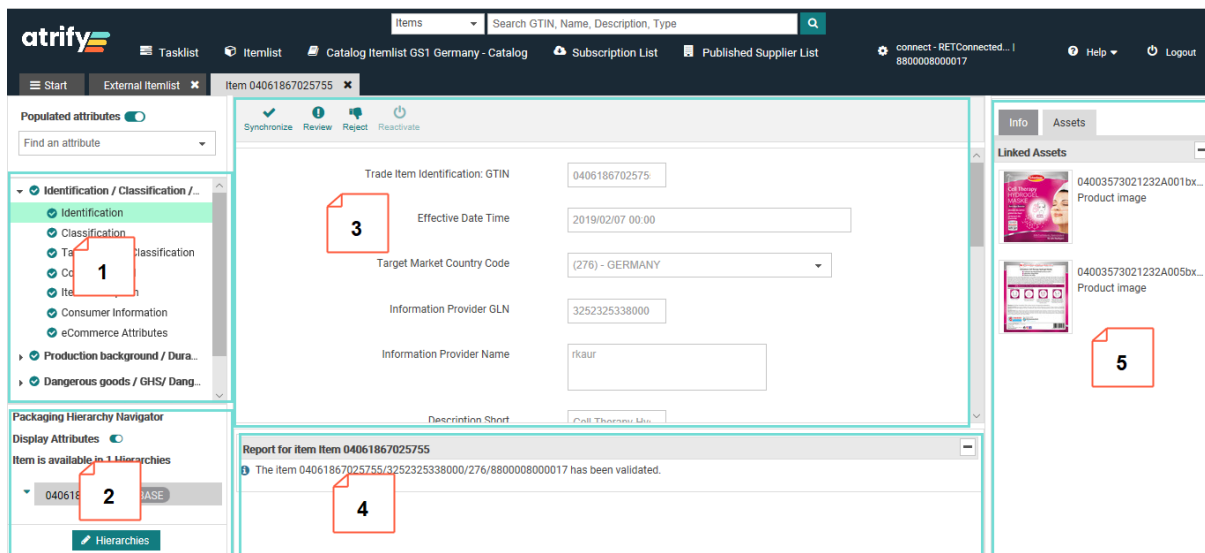 Items
Search GTIN, Name, Description, Type
atrify
Tasklist
Itemlist
Catalog Itemlist GS1 Germany - Catalog
Subscription List
Published Supplier List
connect - RETConnected... |
8800008000017
Help
Logout
Start
External Itemlist
Item 04061867025755
Populated attributes
Find an attribute
Identification / Classification /...
Identification
Classification
Classification
Consumer Information
eCommerce Attributes
Production background / Dura...
Dangerous goods / GHS/ Dang...
1
Packaging Hierarchy Navigator
Display Attributes
Item is available in 1 Hierarchies
BASE
2
Hierarchies
Synchronize
Review
Reject
Reactivate
Trade Item Identification: GTIN
0406186702575
Effective Date Time
2019/02/07 00:00
3
Target Market Country Code
(276) - GERMANY
Information Provider GLN
3252325338000
Information Provider Name
rkaur
Description Short
Report for item Item 04061867025755
The item 04061867025755/3252325338000/276/8800008000017 has been validated.
4
Info
Assets
Linked Assets
Cell Therapy
HYDROGEL
MASKE
04003573021232A001bx...
Product image
04003573021232A005bx...
Product image
5